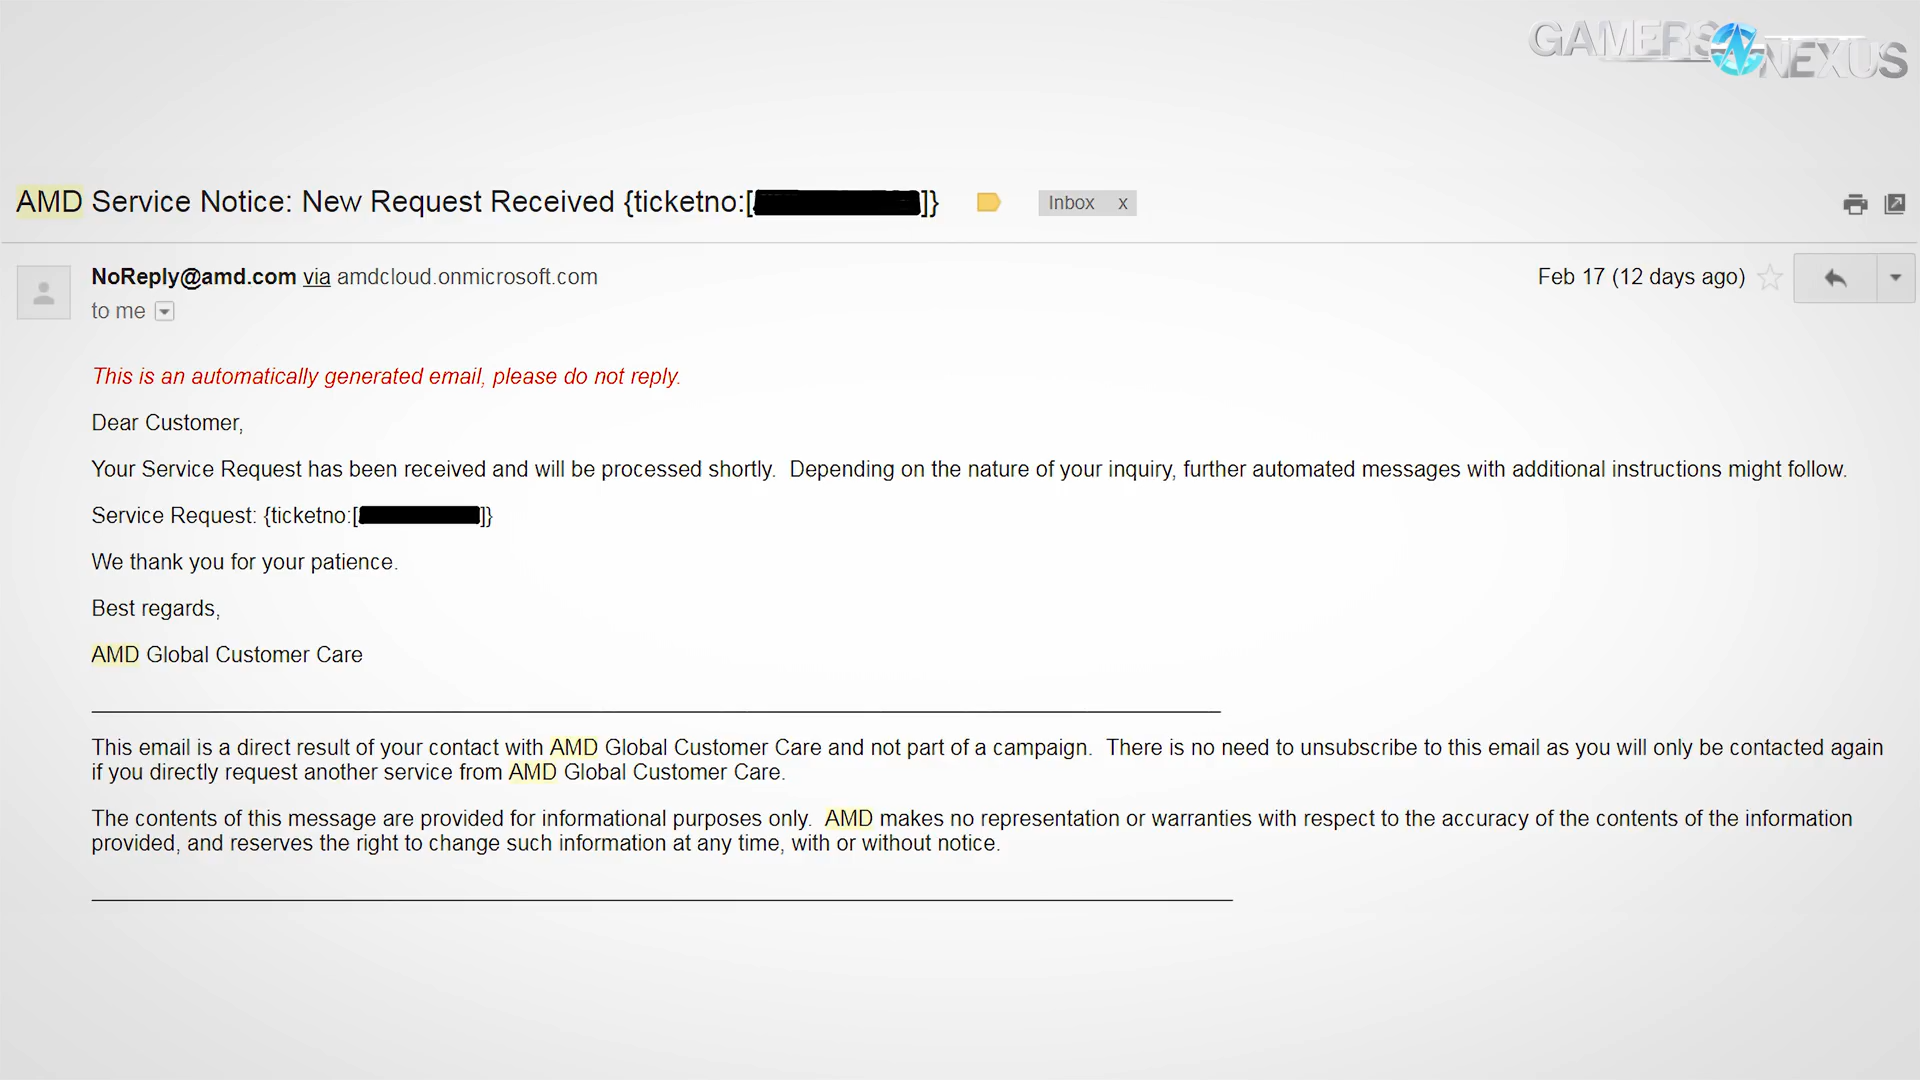 GAMERS NEXUS
AMD Service Notice: New Request Received {ticketno:[]} Inbox x
NoReply@amd.com via amdcloud.onmicrosoft.com Feb 17 (12 days ago)
to me
This is an automatically generated email, please do not reply.
Dear Customer,
Your Service Request has been received and will be processed shortly. Depending on the nature of your inquiry, further automated messages with additional instructions might follow.
Service Request: {ticketno:[]}
We thank you for your patience.
Best regards,
AMD Global Customer Care
This email is a direct result of your contact with AMD Global Customer Care and not part of a campaign. There is no need to unsubscribe to this email as you will only be contacted again
if you directly request another service from AMD Global Customer Care.
The contents of this message are provided for informational purposes only. AMD makes no representation or warranties with respect to the accuracy of the contents of the information
provided, and reserves the right to change such information at any time, with or without notice.